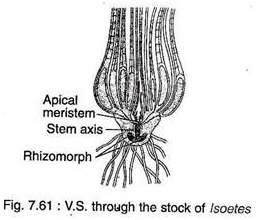 Apical
meristem
Stem axis
Rhizomorph
Fig. 7.61 : V.S. through the stock of Isoetes